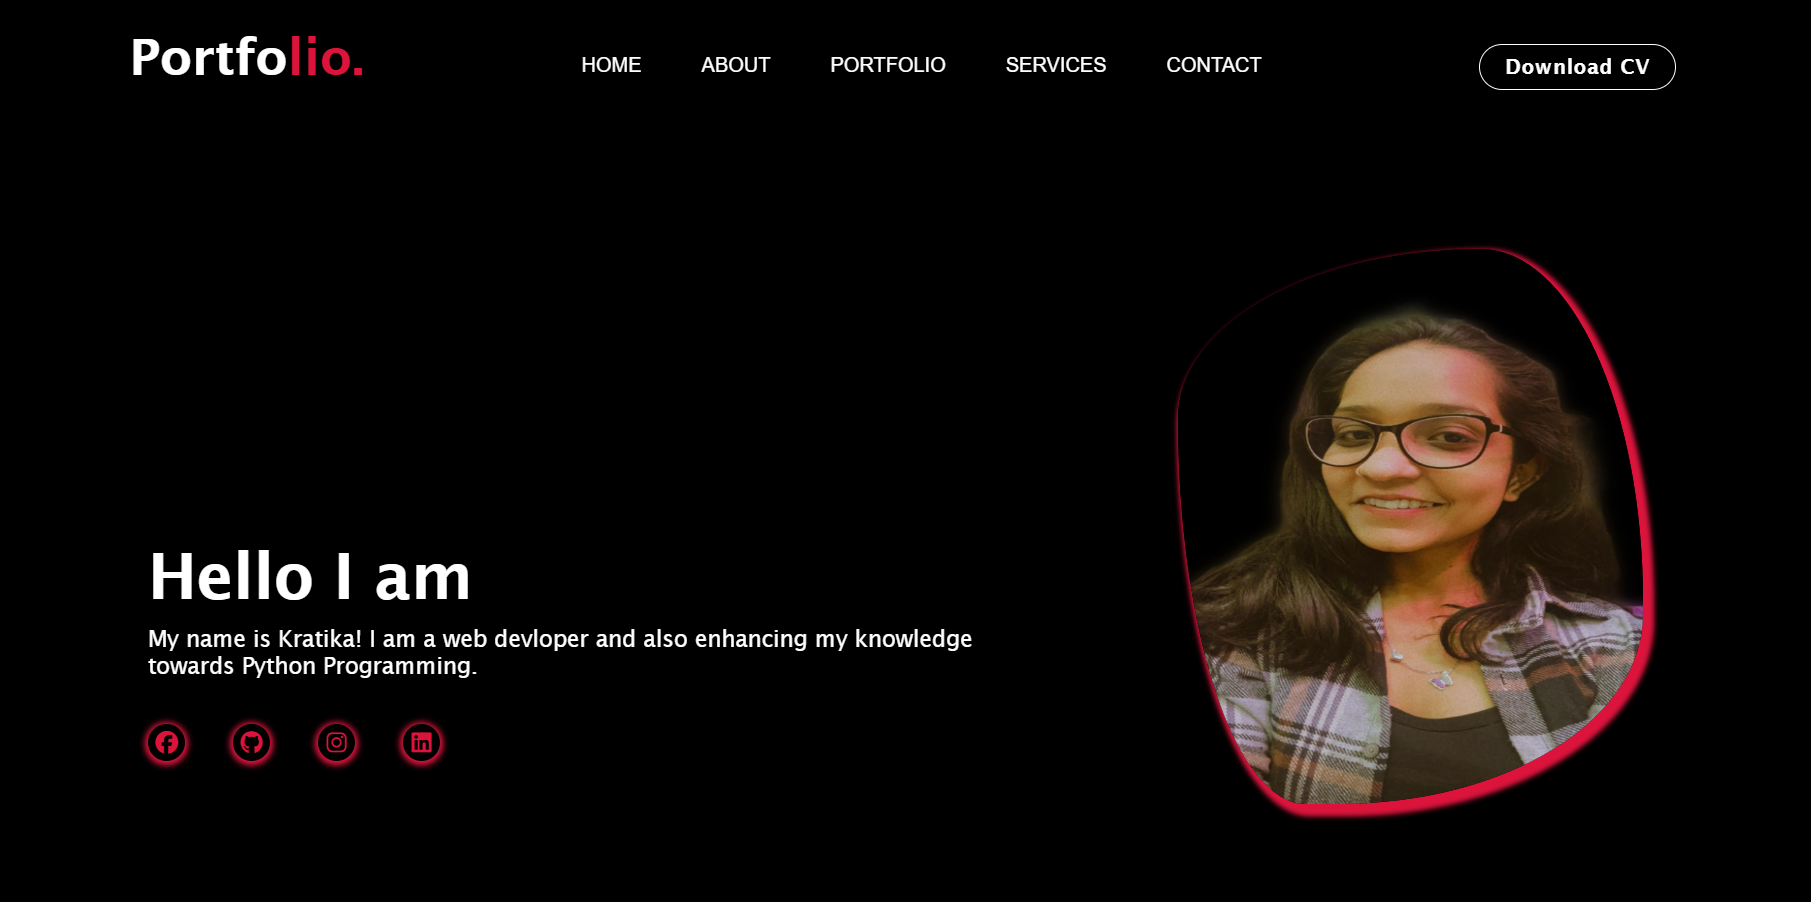 Portfolio.
HOME ABOUT PORTFOLIO SERVICES CONTACT
Download CV
Hello I am
My name is Kratika! I am a web devloper and also enhancing my knowledge
towards Python Programming.